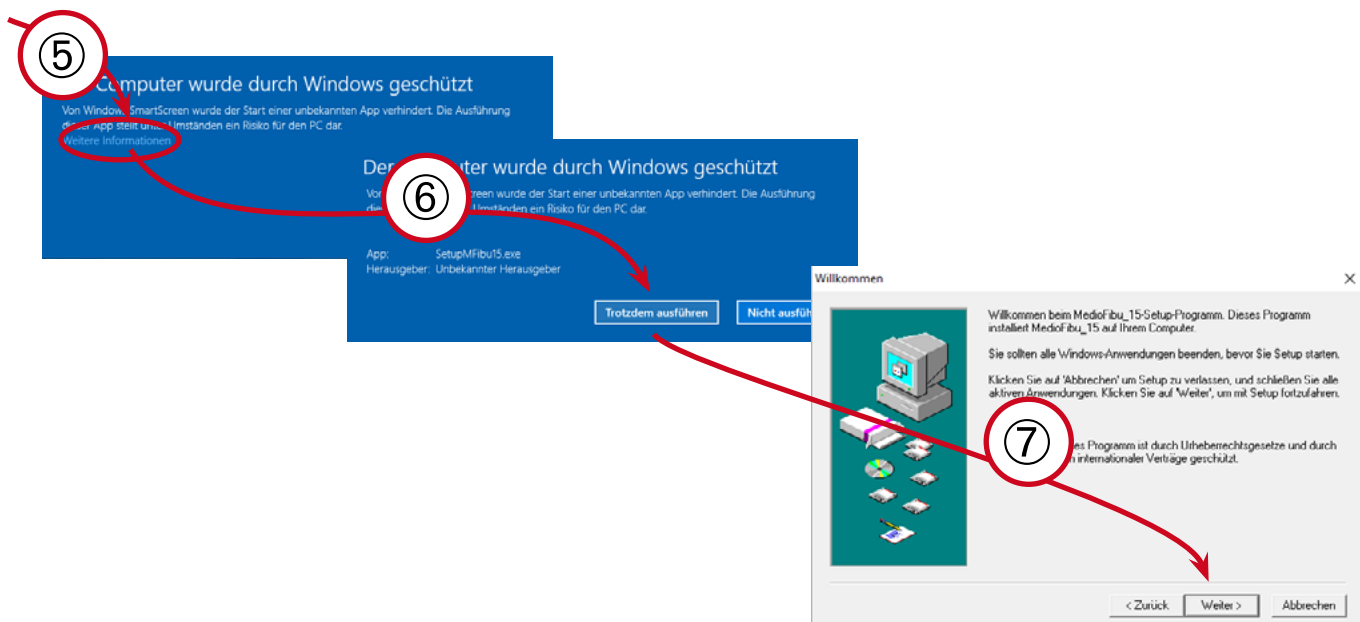 ⑤
Computer wurde durch Windows geschützt
Von Windows SmartScreen wurde der Start einer unbekannten App verhindert. Die Ausführung
dieser App stellt unter Umständen ein Risiko für den PC dar.
Weitere Informationen
⑥
Der wurde durch Windows geschützt
Von wurde der Start einer unbekannten App verhindert. Die Ausführung
Umständen ein Risiko für den PC dar.
App: SetupMFibu15.exe
Herausgeber: Unbekannter Herausgeber
Trotzdem ausführen Nicht ausfüh
Willkommen
Willkommen beim MedioFibu_15-Setup-Programm. Dieses Programm
installiert MedioFibu_15 auf Ihrem Computer.
Sie sollten alle Windows-Anwendungen beenden, bevor Sie Setup starten.
Klicken Sie auf 'Abbrechen' um Setup zu verlassen, und schließen Sie alle
aktiven Anwendungen. Klicken Sie auf 'Weiter', um mit Setup fortzufahren.
⑦
es Programm ist durch Urheberrechtsgesetze und durch
n internationaler Verträge geschützt.
< Zurück Weiter > Abbrechen